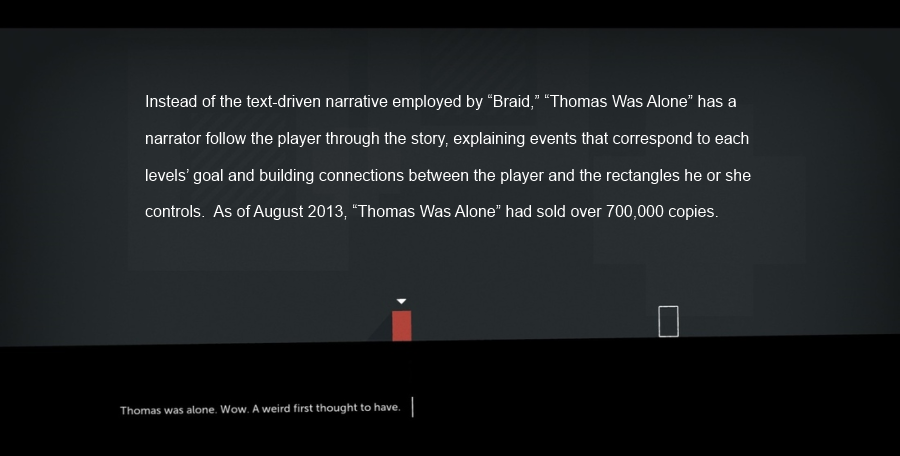 Instead of the text-driven narrative employed by “Braid,” “Thomas Was Alone” has a
narrator follow the player through the story, explaining events that correspond to each
levels’ goal and building connections between the player and the rectangles he or she
controls.  As of August 2013, “Thomas Was Alone” had sold over 700,000 copies.
Thomas was alone. Wow. A weird first thought to have.